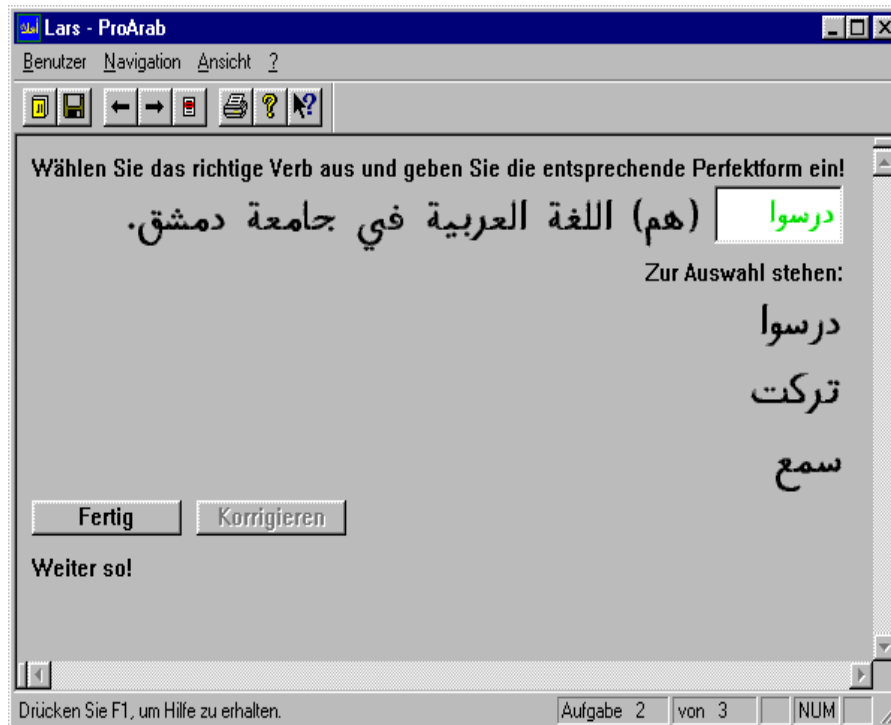 Lars - ProArab
Benutzer Navigation Ansicht ?
Wählen Sie das richtige Verb aus und geben Sie die entsprechende Perfektform ein!
درسوا (هم) اللغة العربية في جامعة دمشق.
Zur Auswahl stehen:
درسوا
تركت
سمع
Fertig Korrigieren
Weiter so!
Drücken Sie F1, um Hilfe zu erhalten. Aufgabe 2 von 3 NUM